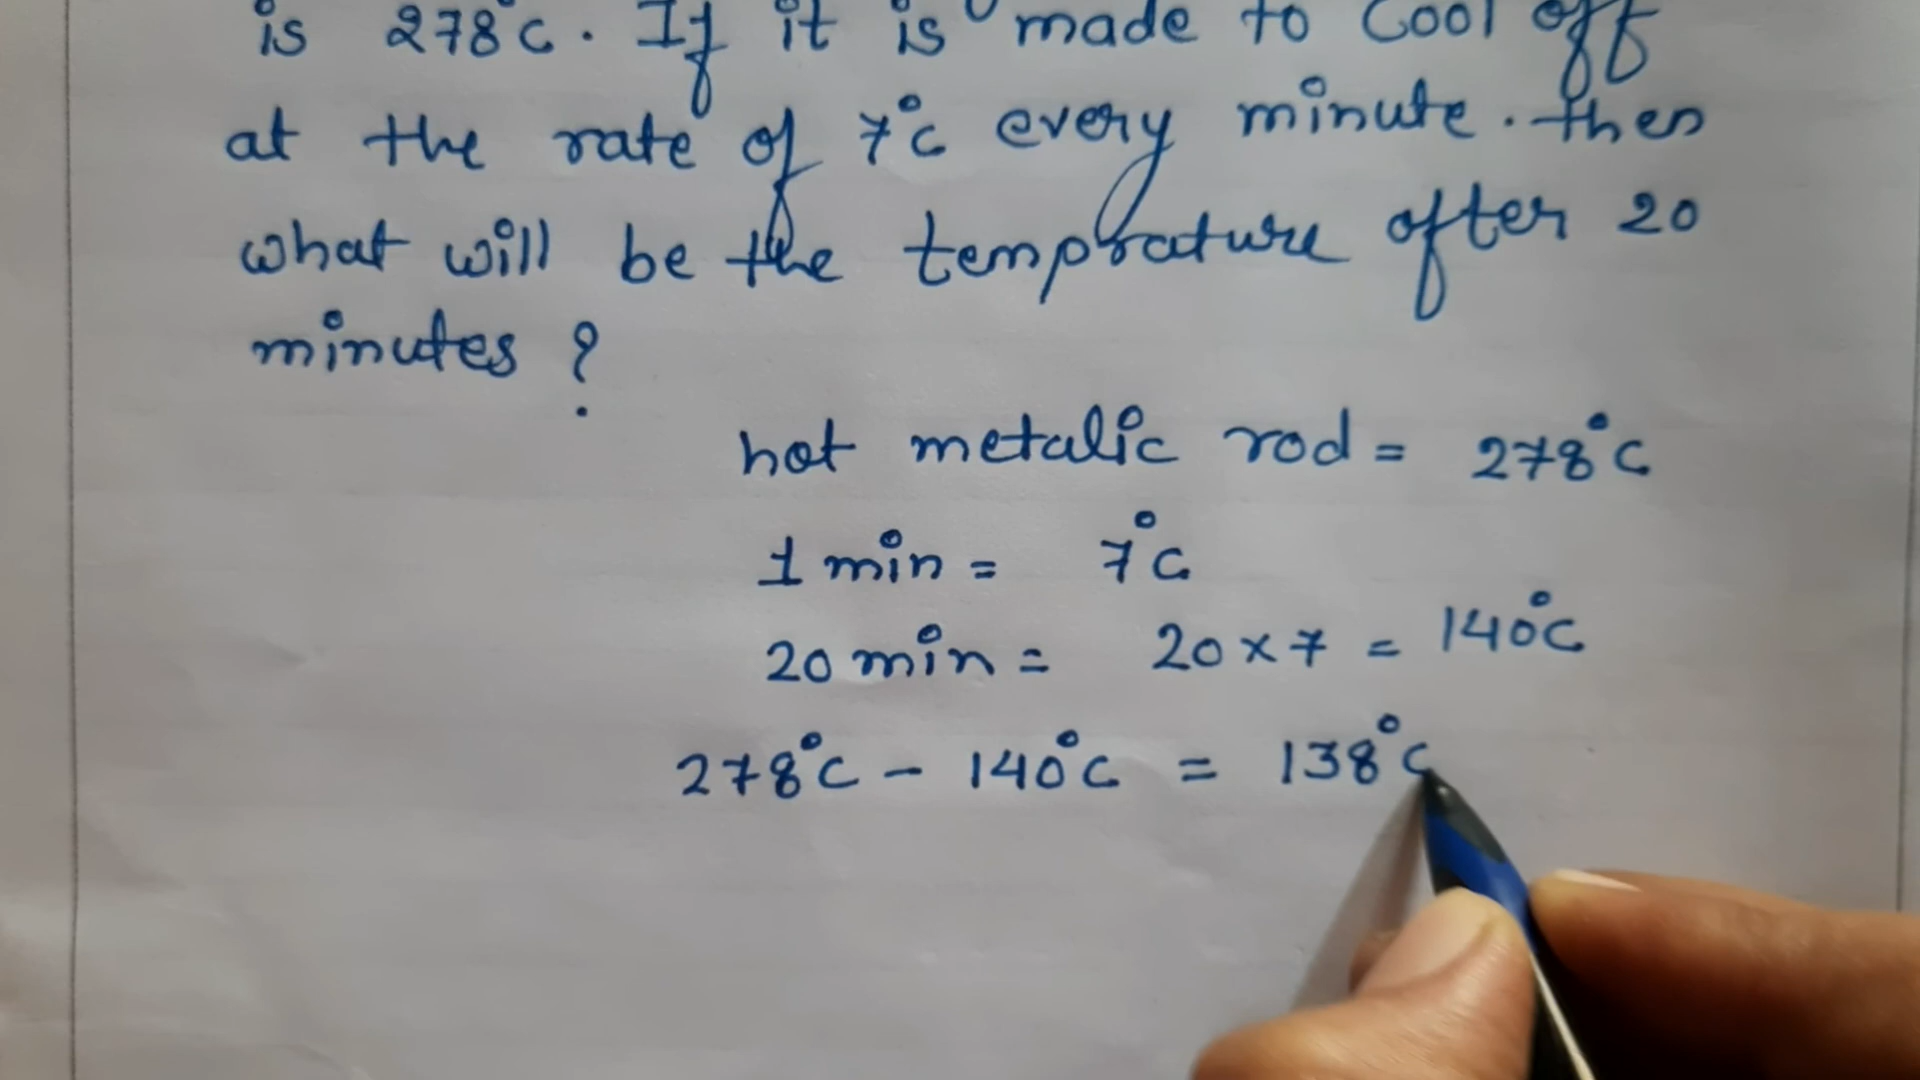 is 278°c. If it is made to cool off
at the rate of 7°c every minute. then
what will be the temprature after 20
minutes ?
hot metalic rod = 278°c
1 min = 7°c
20 min = 20 x 7 = 140°c
278°c - 140°c = 138°c